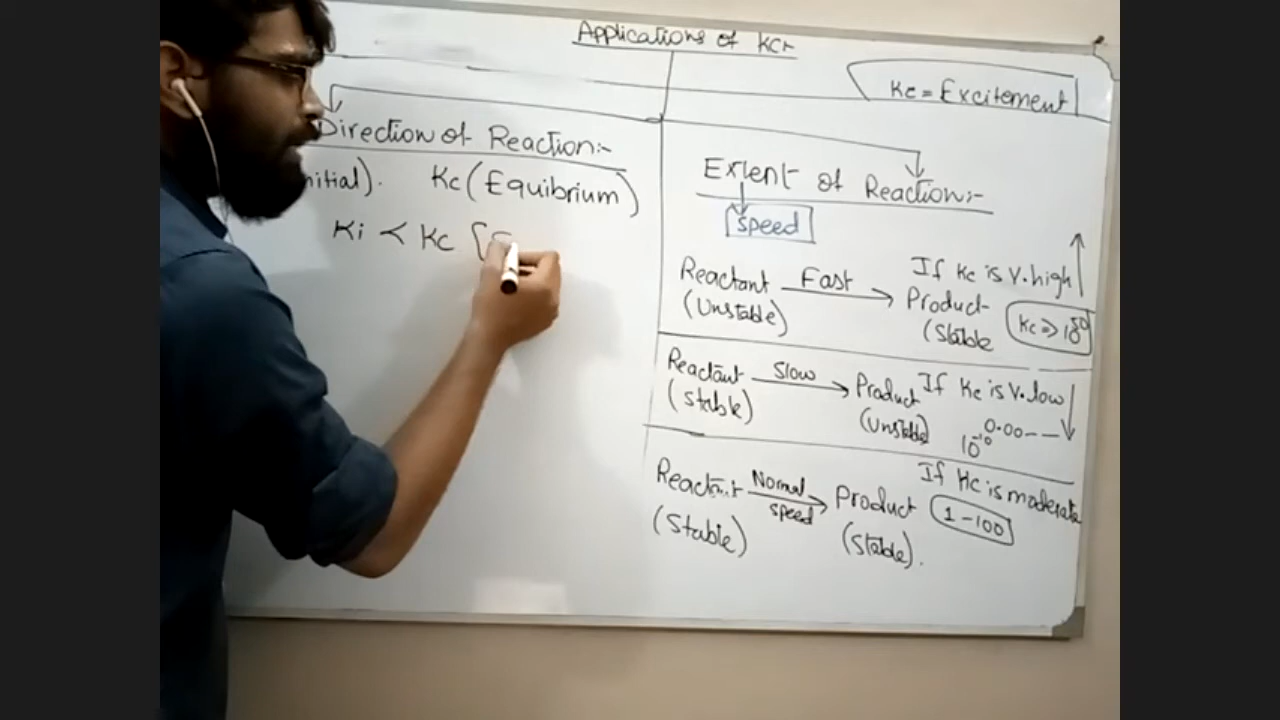 Applications of Kc:-
Kc = Excitement
Direction of Reaction:-
nitial). Kc (Equibrium)
Ki < Kc [
Extent of Reaction:-
speed
Reactant Fast Product
(Unstable) (Stable
If Kc is v.high
Reactant Slow Product
(stable) (Unstable)
If Kc is v.low
0.00---
10⁻¹⁰
Reactant Normal speed Product
(Stable) (Stable).
If Kc is moderate
1-100